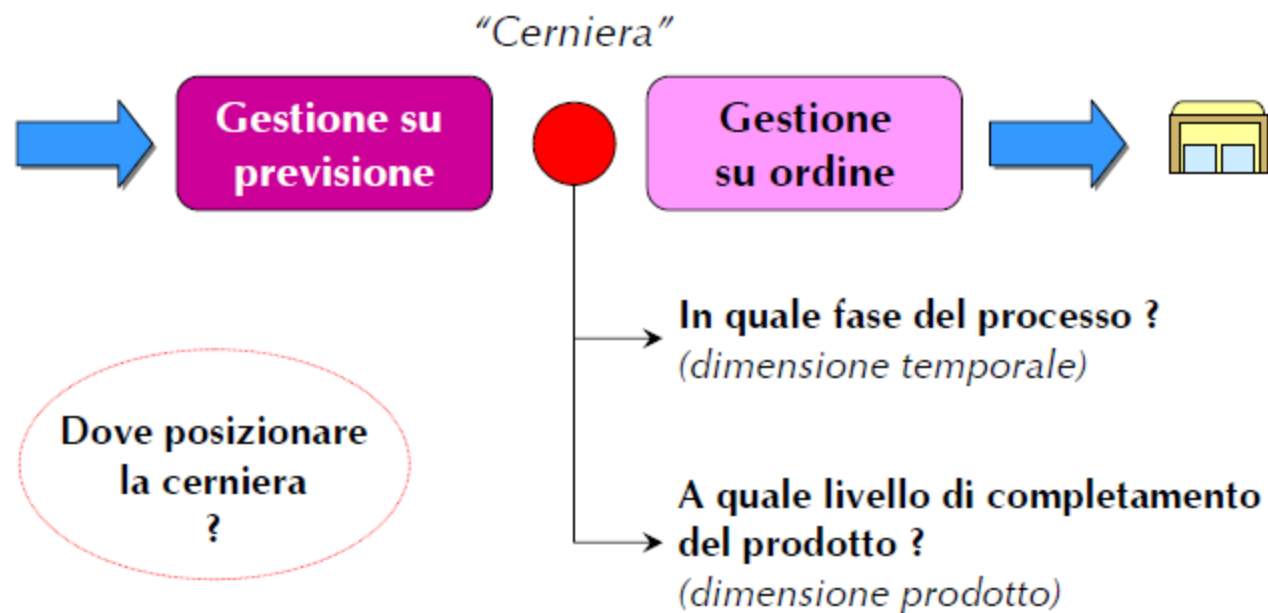 “Cerniera”
Gestione su
previsione
Gestione
su ordine
In quale fase del processo ?
(dimensione temporale)
Dove posizionare
la cerniera
?
A quale livello di completamento
del prodotto ?
(dimensione prodotto)